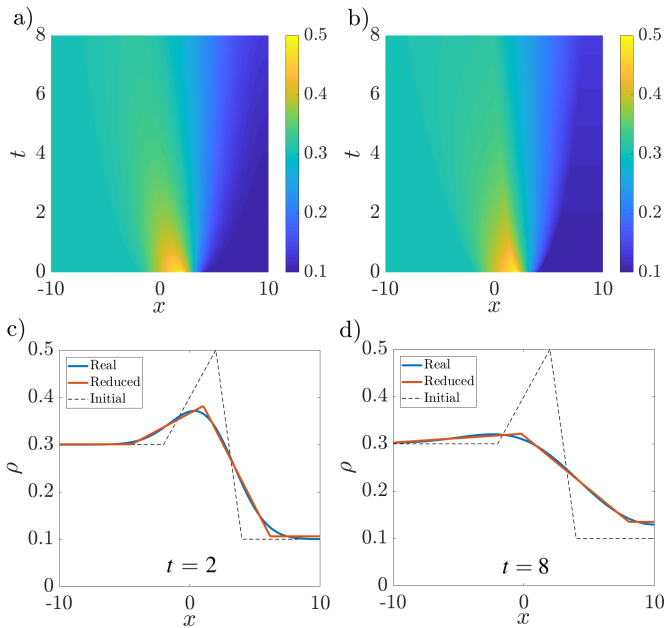 a)
b)
8
6
4
2
0
t
-10
0
10
x
0.5
0.4
0.3
0.2
0.1
8
6
4
2
0
t
-10
0
10
x
0.5
0.4
0.3
0.2
0.1
c)
d)
0.5
0.4
0.3
0.2
0.1
0
ρ
Real
Reduced
Initial
t = 2
-10
0
10
x
0.5
0.4
0.3
0.2
0.1
0
ρ
Real
Reduced
Initial
t = 8
-10
0
10
x